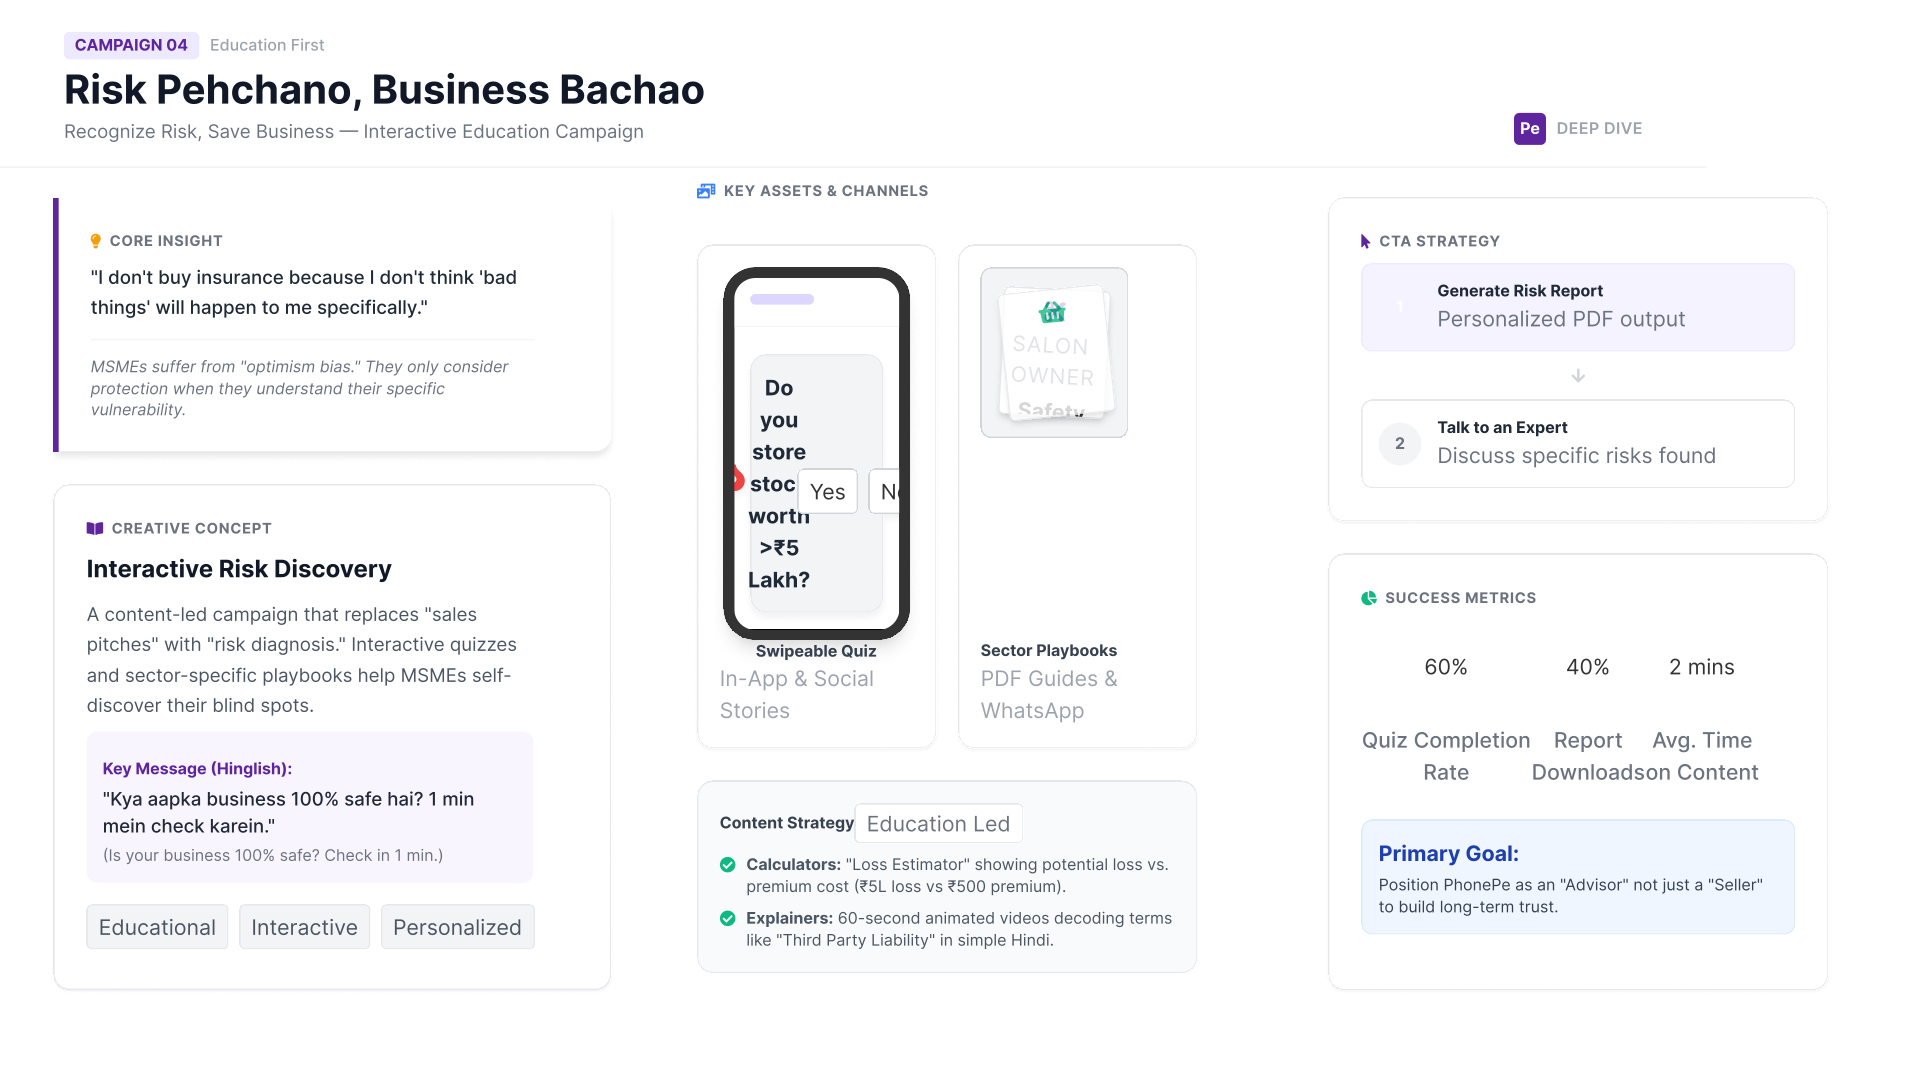 CAMPAIGN 04 Education First
Risk Pehchano, Business Bachao
Recognize Risk, Save Business — Interactive Education Campaign
Pe DEEP DIVE
CORE INSIGHT
"I don't buy insurance because I don't think 'bad
things' will happen to me specifically."
MSMEs suffer from "optimism bias." They only consider
protection when they understand their specific
vulnerability.
CREATIVE CONCEPT
Interactive Risk Discovery
A content-led campaign that replaces "sales
pitches" with "risk diagnosis." Interactive quizzes
and sector-specific playbooks help MSMEs self-
discover their blind spots.
Key Message (Hinglish):
"Kya aapka business 100% safe hai? 1 min
mein check karein."
(Is your business 100% safe? Check in 1 min.)
Educational Interactive Personalized
KEY ASSETS & CHANNELS
Do
you
store
stoc
worth
>₹5
Lakh?
Yes
Swipeable Quiz
In-App & Social
Stories
SALON
OWNER
Safety
Sector Playbooks
PDF Guides &
WhatsApp
Content Strategy Education Led
Calculators: "Loss Estimator" showing potential loss vs.
premium cost (₹5L loss vs ₹500 premium).
Explainers: 60-second animated videos decoding terms
like "Third Party Liability" in simple Hindi.
CTA STRATEGY
1
Generate Risk Report
Personalized PDF output
2
Talk to an Expert
Discuss specific risks found
SUCCESS METRICS
60%
Quiz Completion
Rate
40%
Report
Downloads
2 mins
Avg. Time
on Content
Primary Goal:
Position PhonePe as an "Advisor" not just a "Seller"
to build long-term trust.